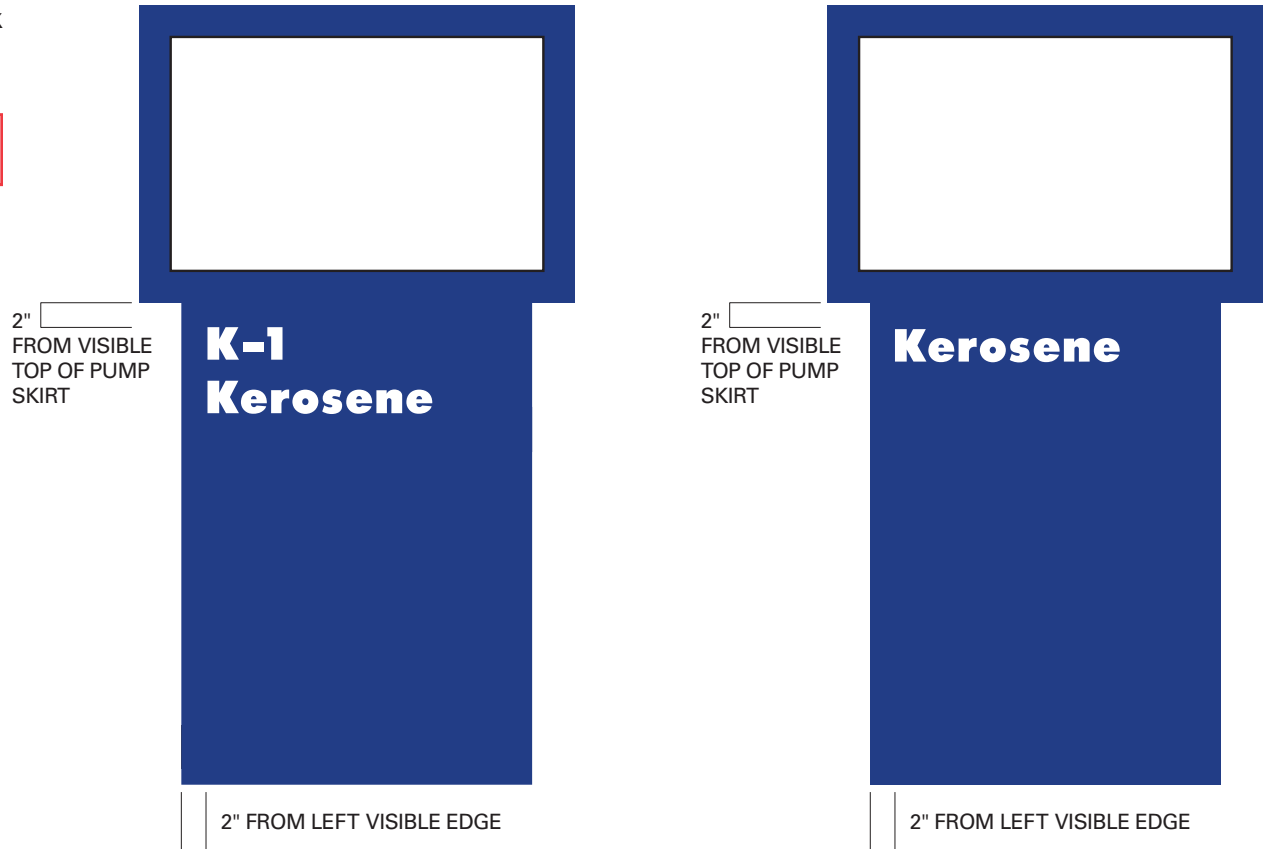 2"
FROM VISIBLE
TOP OF PUMP
SKIRT
K-1
Kerosene
2" FROM LEFT VISIBLE EDGE
2"
FROM VISIBLE
TOP OF PUMP
SKIRT
Kerosene
2" FROM LEFT VISIBLE EDGE